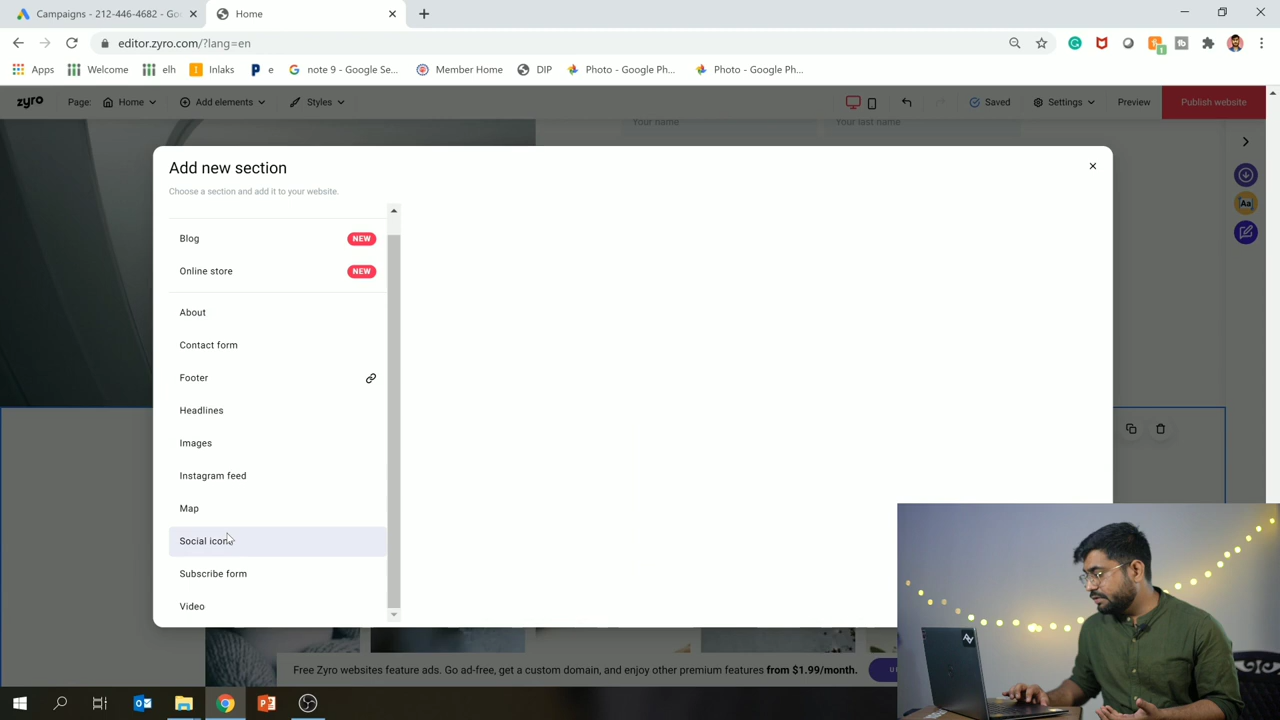 Campaigns - 212-446-4682 - Go
Home
editor.zyro.com/?lang=en
Apps
Welcome
elh
Inlaks
e
note 9 - Google Se...
Member Home
DIP
Photo - Google Ph...
Photo - Google Ph...
zyro
Page:
Home
Add elements
Styles
Saved
Settings
Preview
Publish website
Your name
Your last name
Add new section
Choose a section and add it to your website.
Blog
NEW
Online store
NEW
About
Contact form
Footer
Headlines
Images
Instagram feed
Map
Social icons
Subscribe form
Video
Aa
Free Zyro websites feature ads. Go ad-free, get a custom domain, and enjoy other premium features from $1.99/month.